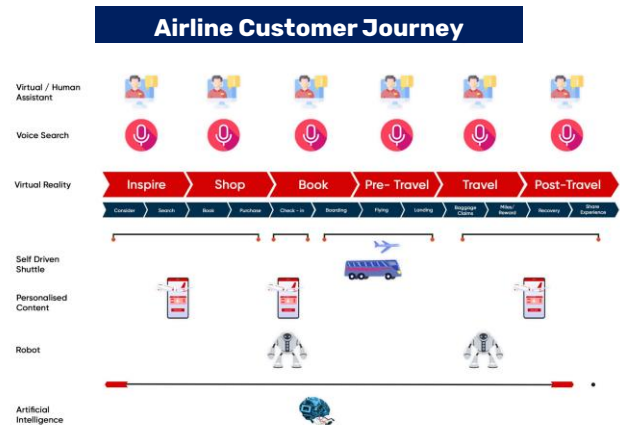 Airline Customer Journey
Virtual / Human
Assistant
Voice Search
Virtual Reality
Inspire
Shop
Book
Pre- Travel
Travel
Post-Travel
Consider
Search
Book
Purchase
Check - in
Boarding
Flying
Landing
Baggage
Claims
Miles/
Reward
Recovery
Share
Experience
Self Driven
Shuttle
Personalised
Content
Robot
Artificial
Intelligence